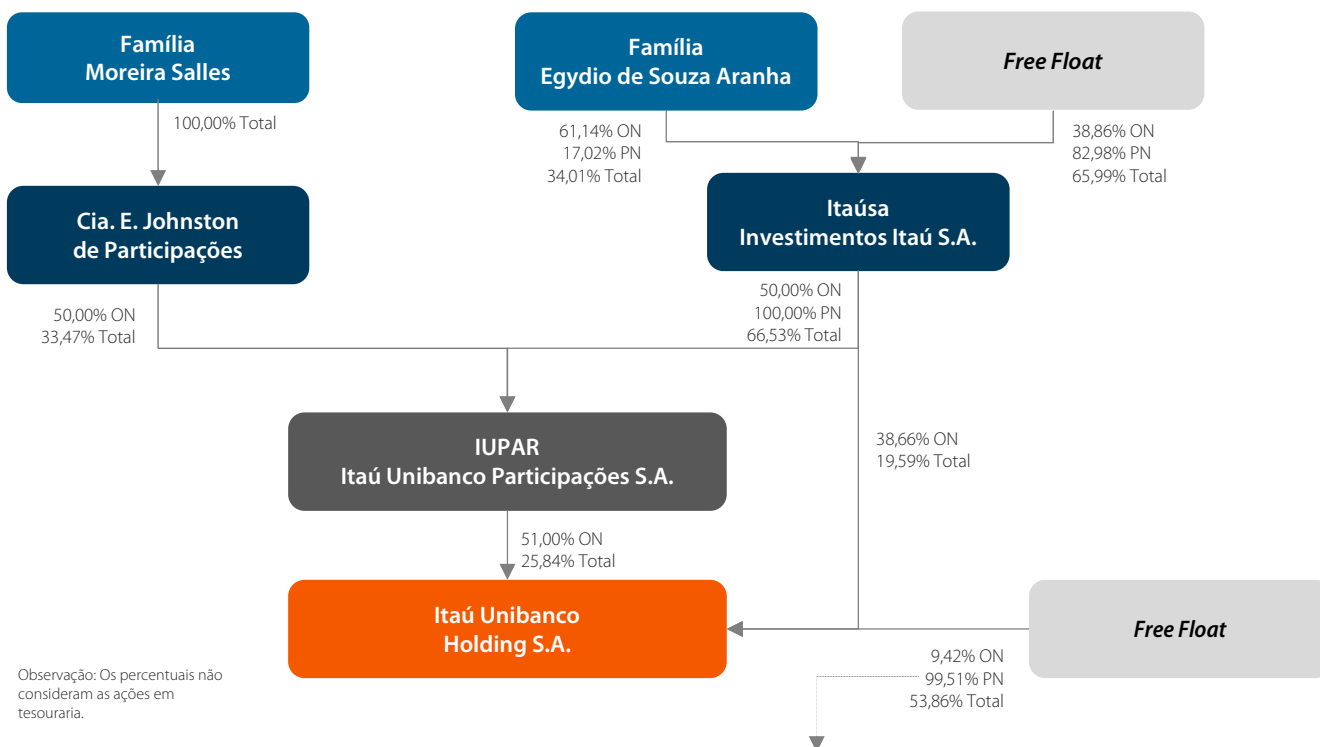 Família
Moreira Salles
Família
Egydio de Souza Aranha
Free Float
100,00% Total
61,14% ON
17,02% PN
34,01% Total
38,86% ON
82,98% PN
65,99% Total
Cia. E. Johnston
de Participações
Itaúsa
Investimentos Itaú S.A.
50,00% ON
33,47% Total
50,00% ON
100,00% PN
66,53% Total
IUPAR
Itaú Unibanco Participações S.A.
38,66% ON
19,59% Total
51,00% ON
25,84% Total
Itaú Unibanco
Holding S.A.
Free Float
9,42% ON
99,51% PN
53,86% Total
Observação: Os percentuais não
consideram as ações em
tesouraria.